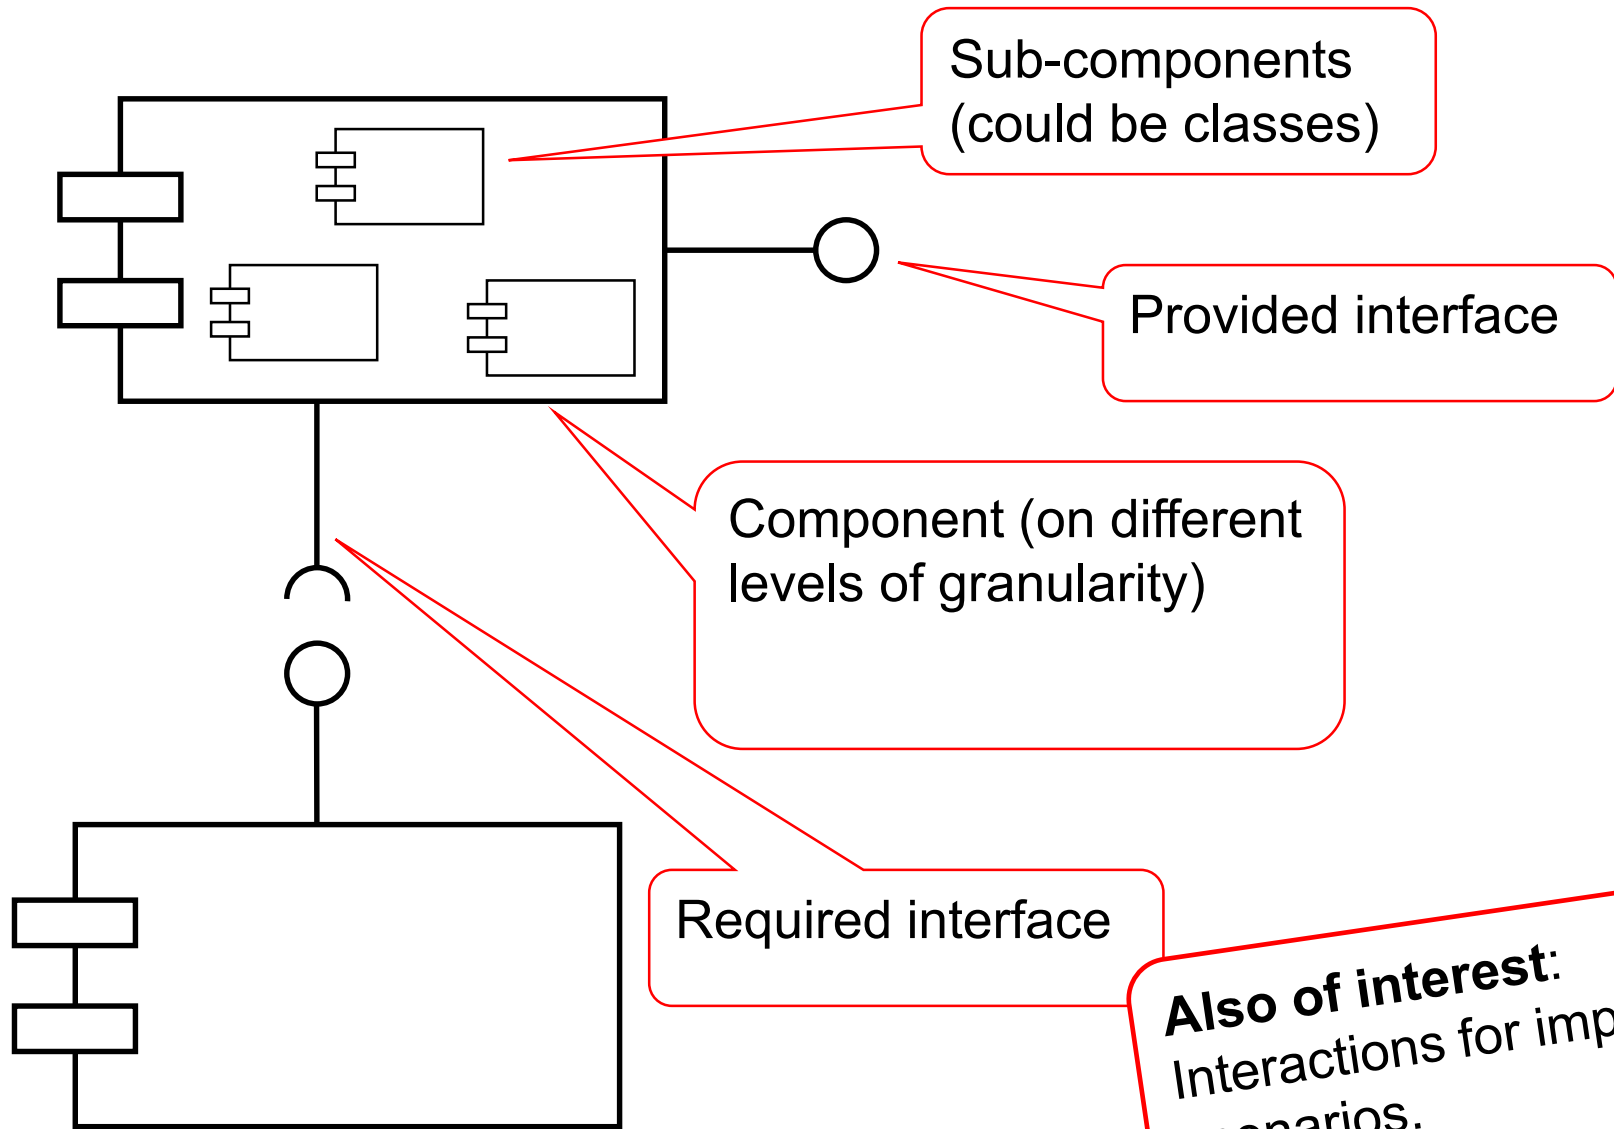 Sub-components
(could be classes)
Provided interface
Component (on different
levels of granularity)
Required interface
Also of interest:
Interactions for